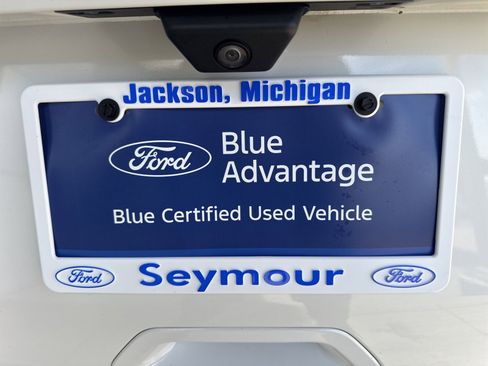 Jackson, Michigan
Ford Blue
Advantage
Blue Certified Used Vehicle
Ford Seymour Ford